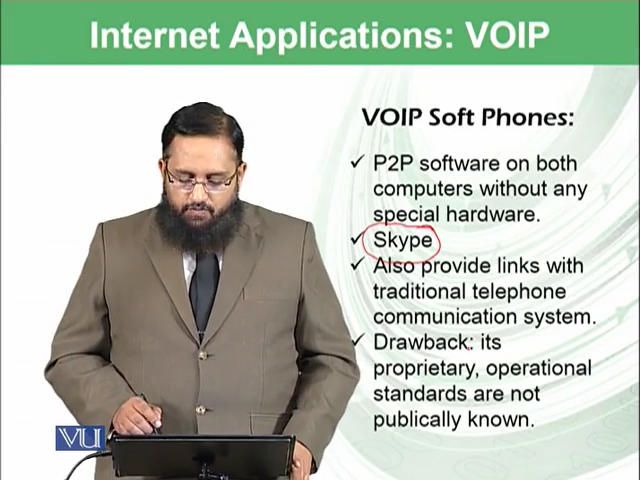 Internet Applications: VOIP
VOIP Soft Phones:
✓ P2P software on both
computers without any
special hardware.
✓ Skype
✓ Also provide links with
traditional telephone
communication system.
✓ Drawback: its
proprietary, operational
standards are not
publically known.
VU